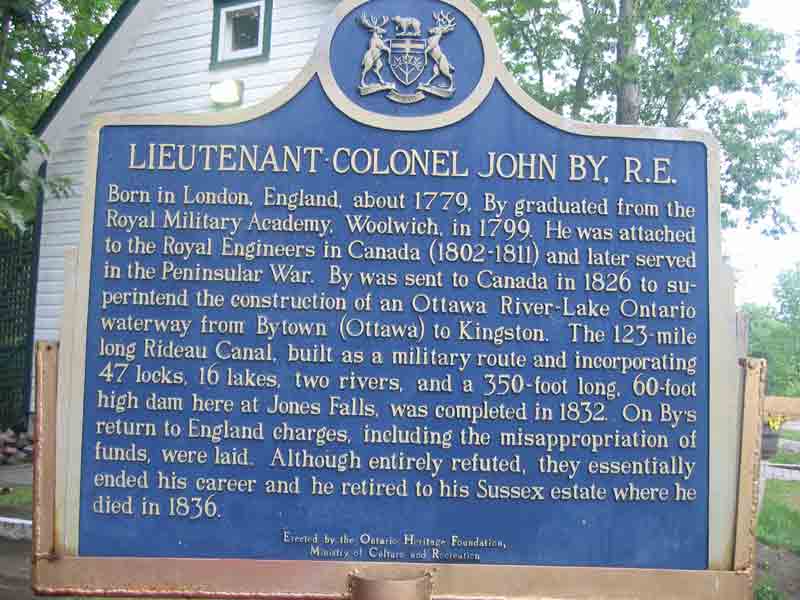 LIEUTENANT-COLONEL JOHN BY, R.E.
Born in London, England, about 1779, By graduated from the
Royal Military Academy, Woolwich, in 1799. He was attached
to the Royal Engineers in Canada (1802-1811) and later served
in the Peninsular War. By was sent to Canada in 1826 to su-
perintend the construction of an Ottawa River-Lake Ontario
waterway from Bytown (Ottawa) to Kingston. The 123-mile
long Rideau Canal, built as a military route and incorporating
47 locks, 16 lakes, two rivers, and a 350-foot long, 60-foot
high dam here at Jones Falls, was completed in 1832. On By's
return to England charges, including the misappropriation of
funds, were laid. Although entirely refuted, they essentially
ended his career and he retired to his Sussex estate where he
died in 1836.
Erected by the Ontario Heritage Foundation,
Ministry of Culture and Recreation